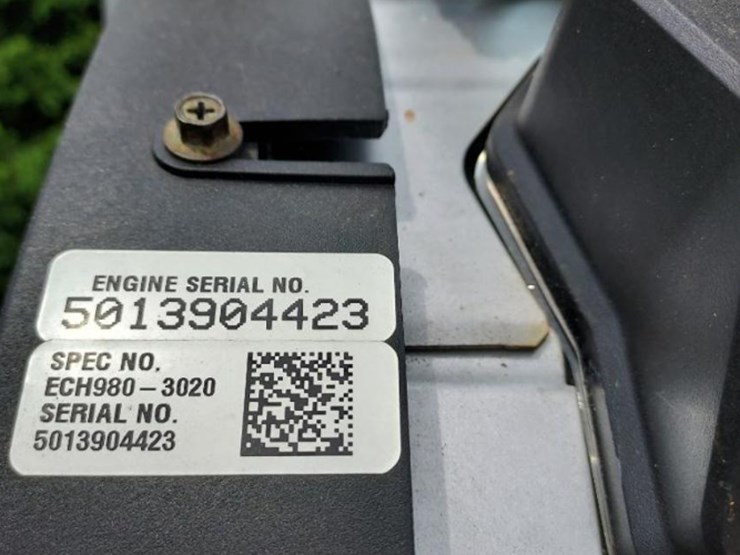 ENGINE SERIAL NO.
5013904423
SPEC NO.
ECH980-3020
SERIAL NO.
5013904423